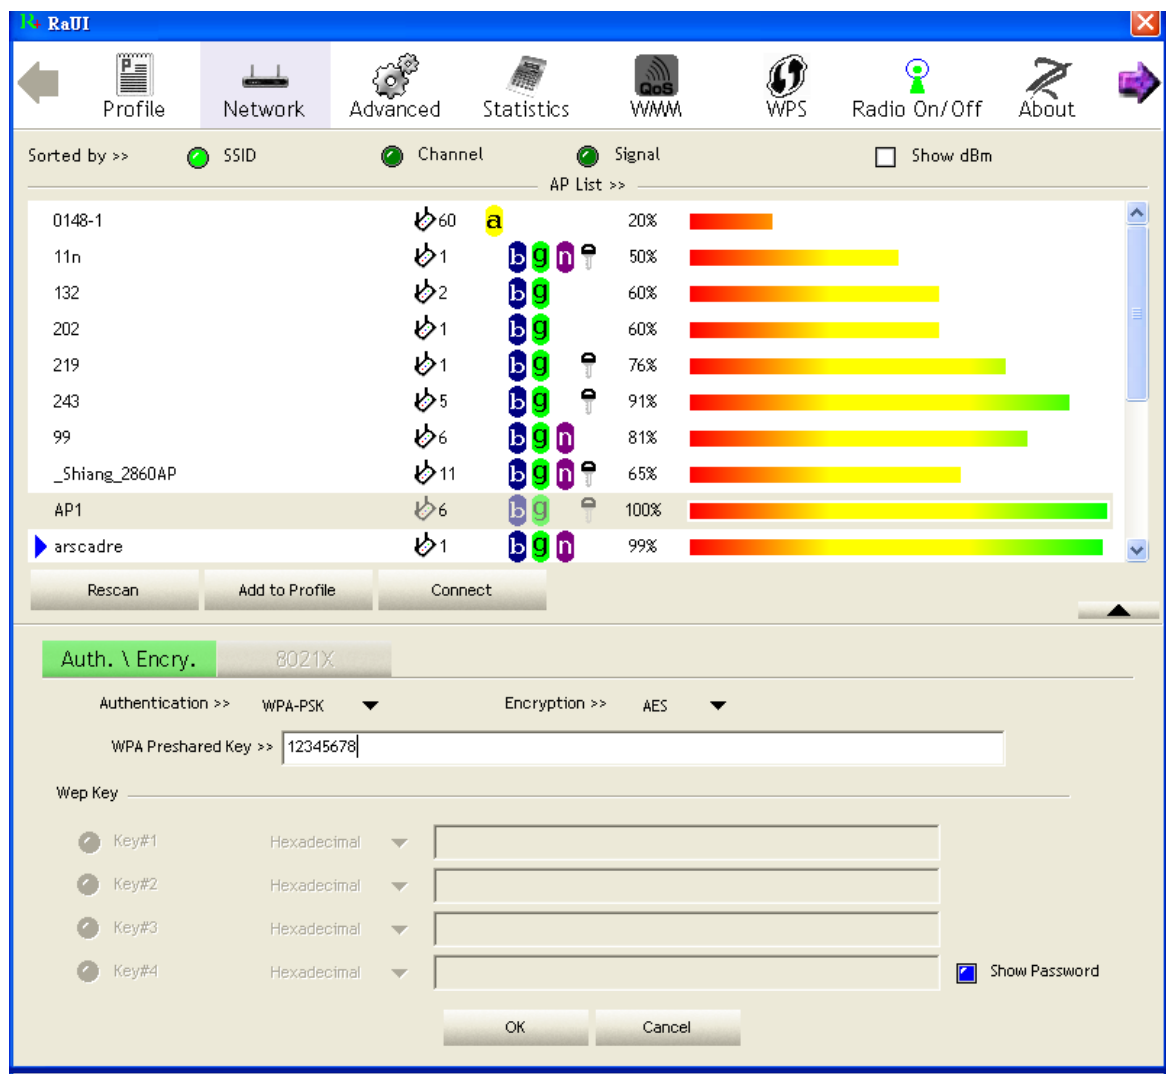 R RaUI
Profile Network Advanced Statistics QoS WMM WPS Radio On/Off About
Sorted by >> SSID Channel Signal Show dBm
AP List >>
0148-1 60 a 20%
11n 1 b g n 50%
132 2 b g 60%
202 1 b g 60%
219 1 b g 76%
243 5 b g 91%
99 6 b g n 81%
_Shiang_2860AP 11 b g n 65%
AP1 6 b g 100%
arscadre 1 b g n 99%
Rescan Add to Profile Connect
Auth. \ Encry. 8021X
Authentication >> WPA-PSK Encryption >> AES
WPA Preshared Key >> 12345678
Wep Key
Key#1 Hexadecimal
Key#2 Hexadecimal
Key#3 Hexadecimal
Key#4 Hexadecimal Show Password
OK Cancel